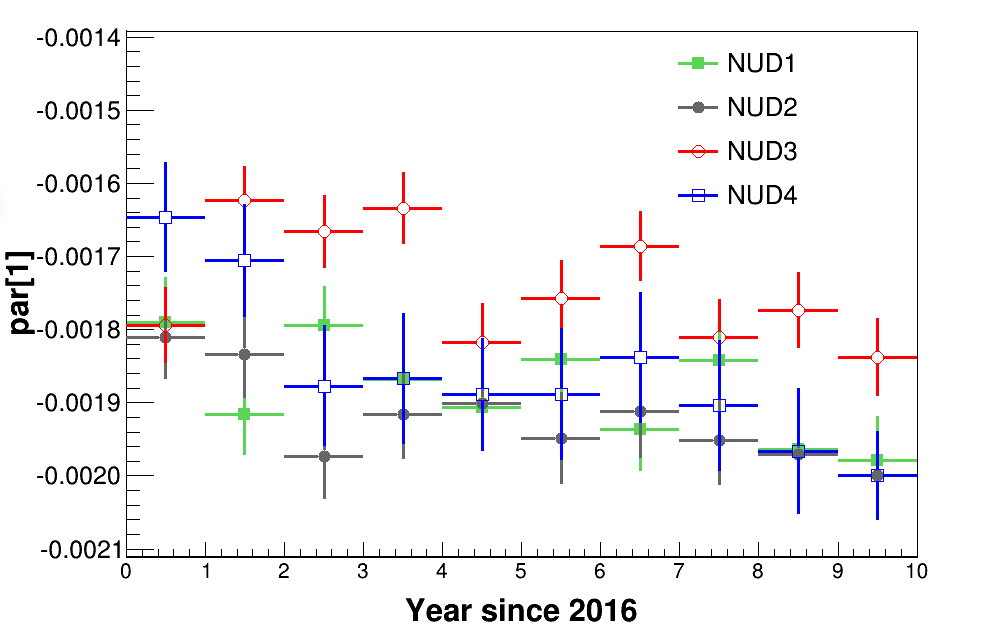 -0.0014
-0.0015
-0.0016
-0.0017
-0.0018
-0.0019
-0.0020
-0.0021
par[1]
NUD1
NUD2
NUD3
NUD4
0 1 2 3 4 5 6 7 8 9 10
Year since 2016